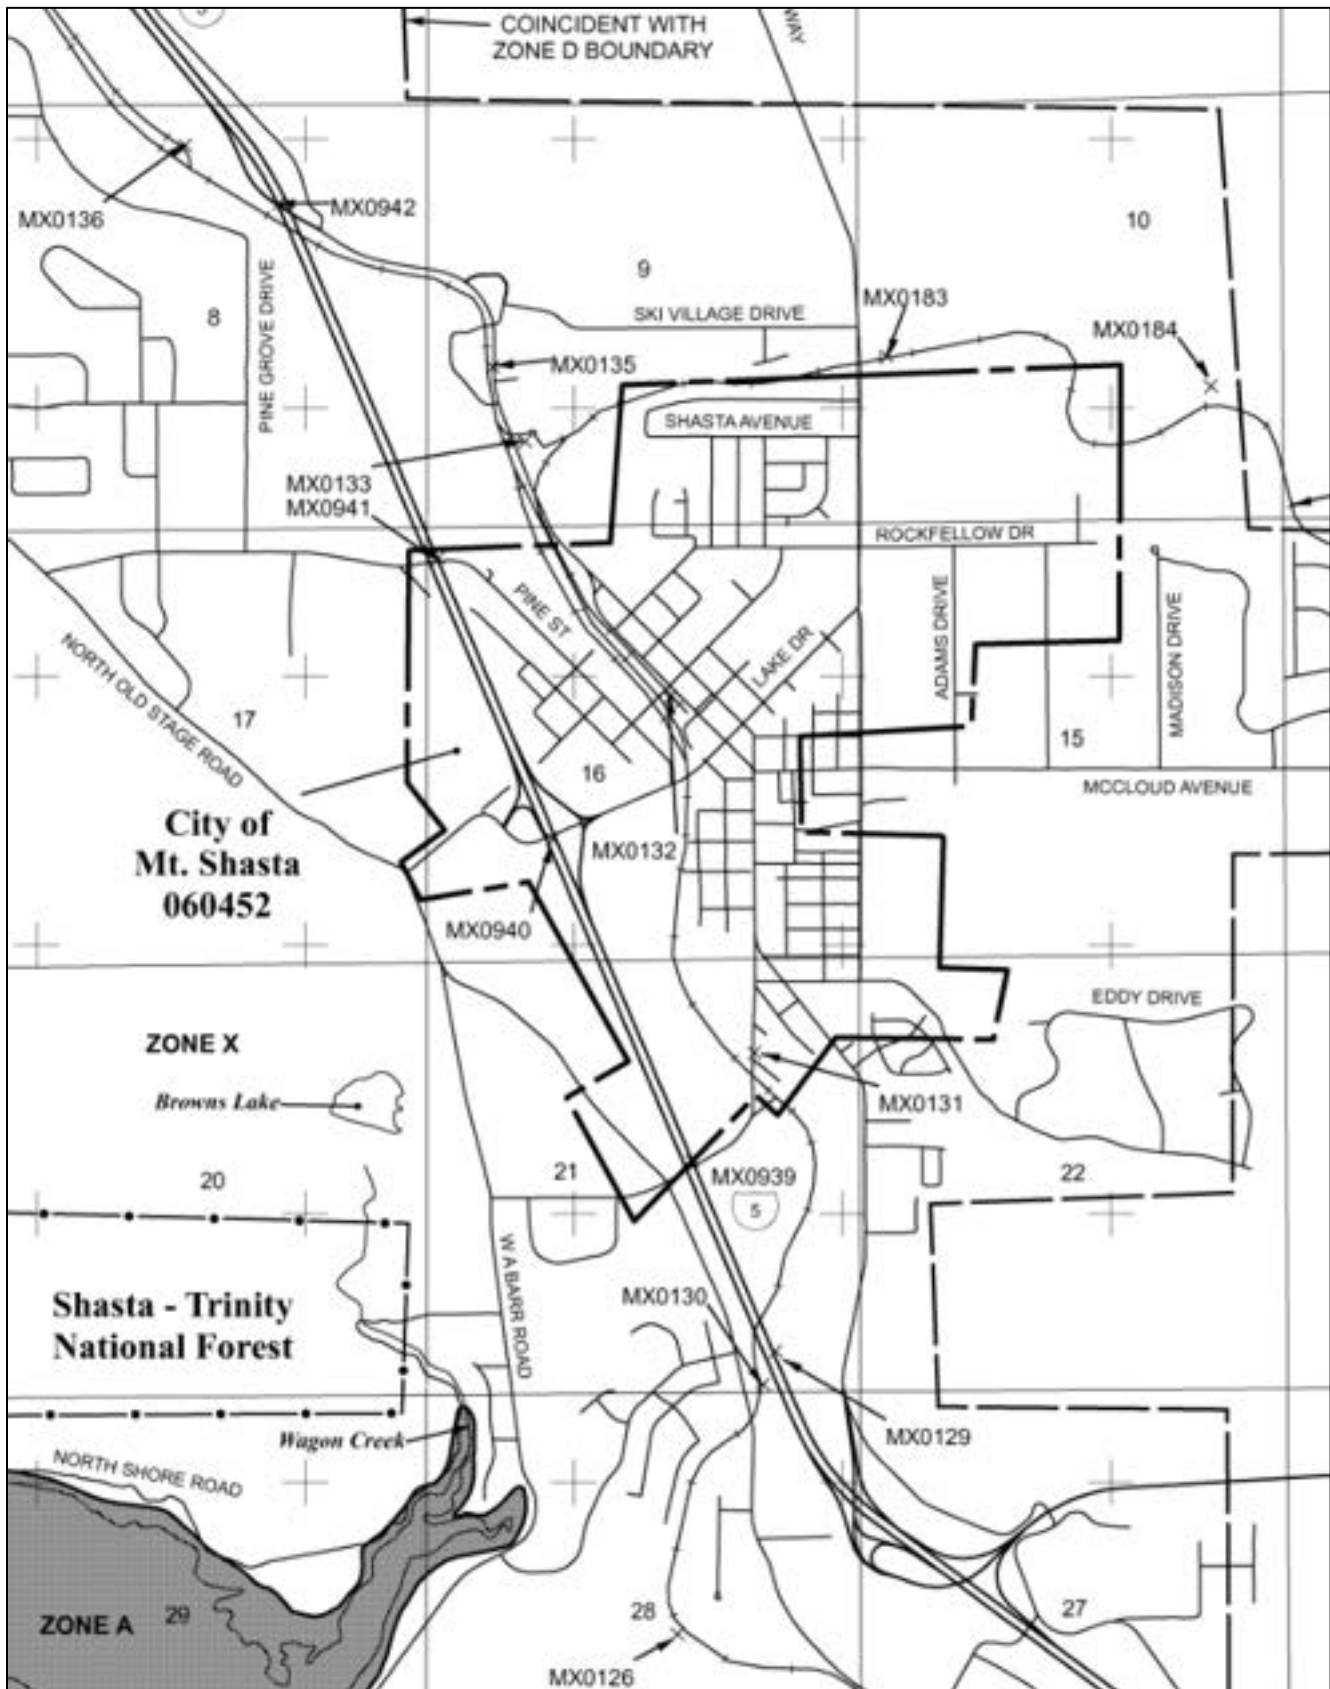 COINCIDENT WITH
ZONE D BOUNDARY
WAY
MX0136
MX0942
10
9
8
PINE GROVE DRIVE
SKI VILLAGE DRIVE
MX0183
MX0184
MX0135
SHASTA AVENUE
MX0133
MX0941
ROCKFELLOW DR
PINE ST
LAKE DR
ADAMS DRIVE
MADISON DRIVE
NORTH OLD STAGE ROAD
17
16
15
MCCLOUD AVENUE
City of
Mt. Shasta
060452
MX0132
MX0940
EDDY DRIVE
ZONE X
Browns Lake
MX0131
20
21
MX0939
22
5
W A BARR ROAD
Shasta - Trinity
National Forest
MX0130
MX0129
Wagon Creek
NORTH SHORE ROAD
ZONE A
29
28
27
MX0126